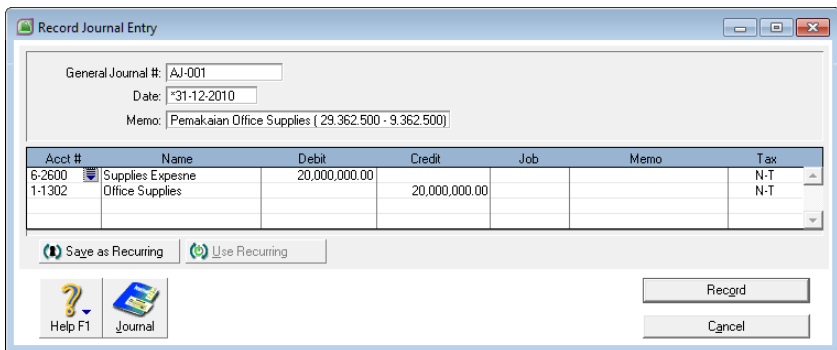 Record Journal Entry
General Journal #: AJ-001
Date: *31-12-2010
Memo: Pemakaian Office Supplies ( 29.362.500 - 9.362.500)
Acct # Name Debit Credit Job Memo Tax
6-2600 Supplies Expesne 20,000,000.00 N-T
1-1302 Office Supplies 20,000,000.00 N-T
Save as Recurring Use Recurring
Help F1 Journal
Record
Cancel